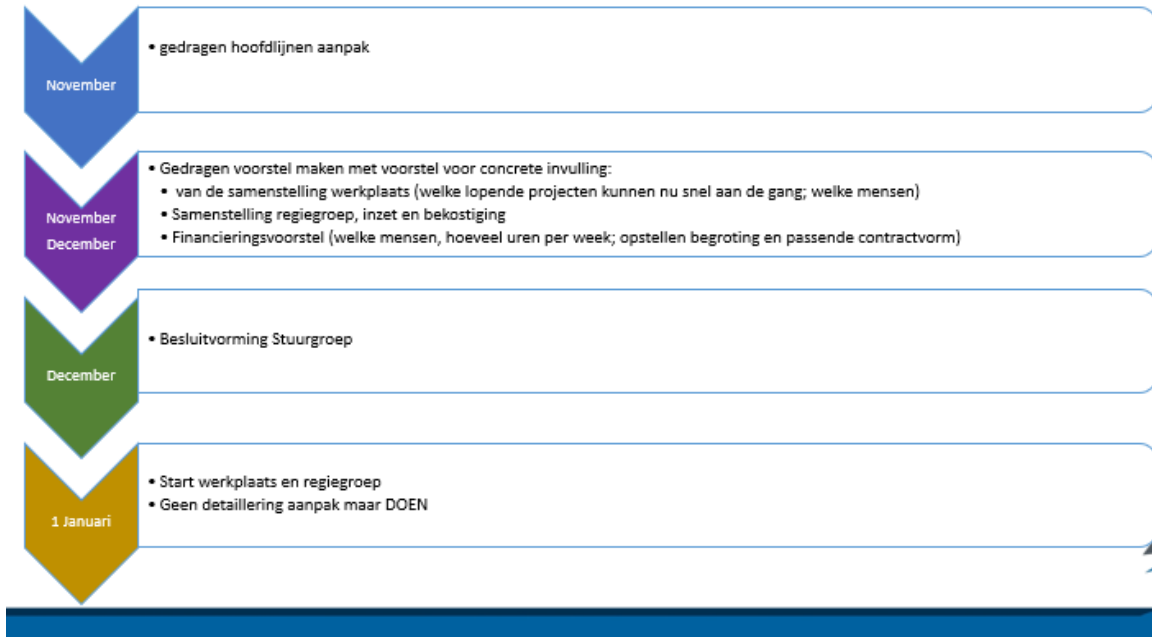 November
• gedragen hoofdlijnen aanpak
November
December
• Gedragen voorstel maken met voorstel voor concrete invulling:
• van de samenstelling werkplaats (welke lopende projecten kunnen nu snel aan de gang; welke mensen)
• Samenstelling regiegroep, inzet en bekostiging
• Financieringsvoorstel (welke mensen, hoeveel uren per week; opstellen begroting en passende contractvorm)
December
• Besluitvorming Stuurgroep
1 Januari
• Start werkplaats en regiegroep
• Geen detaillering aanpak maar DOEN